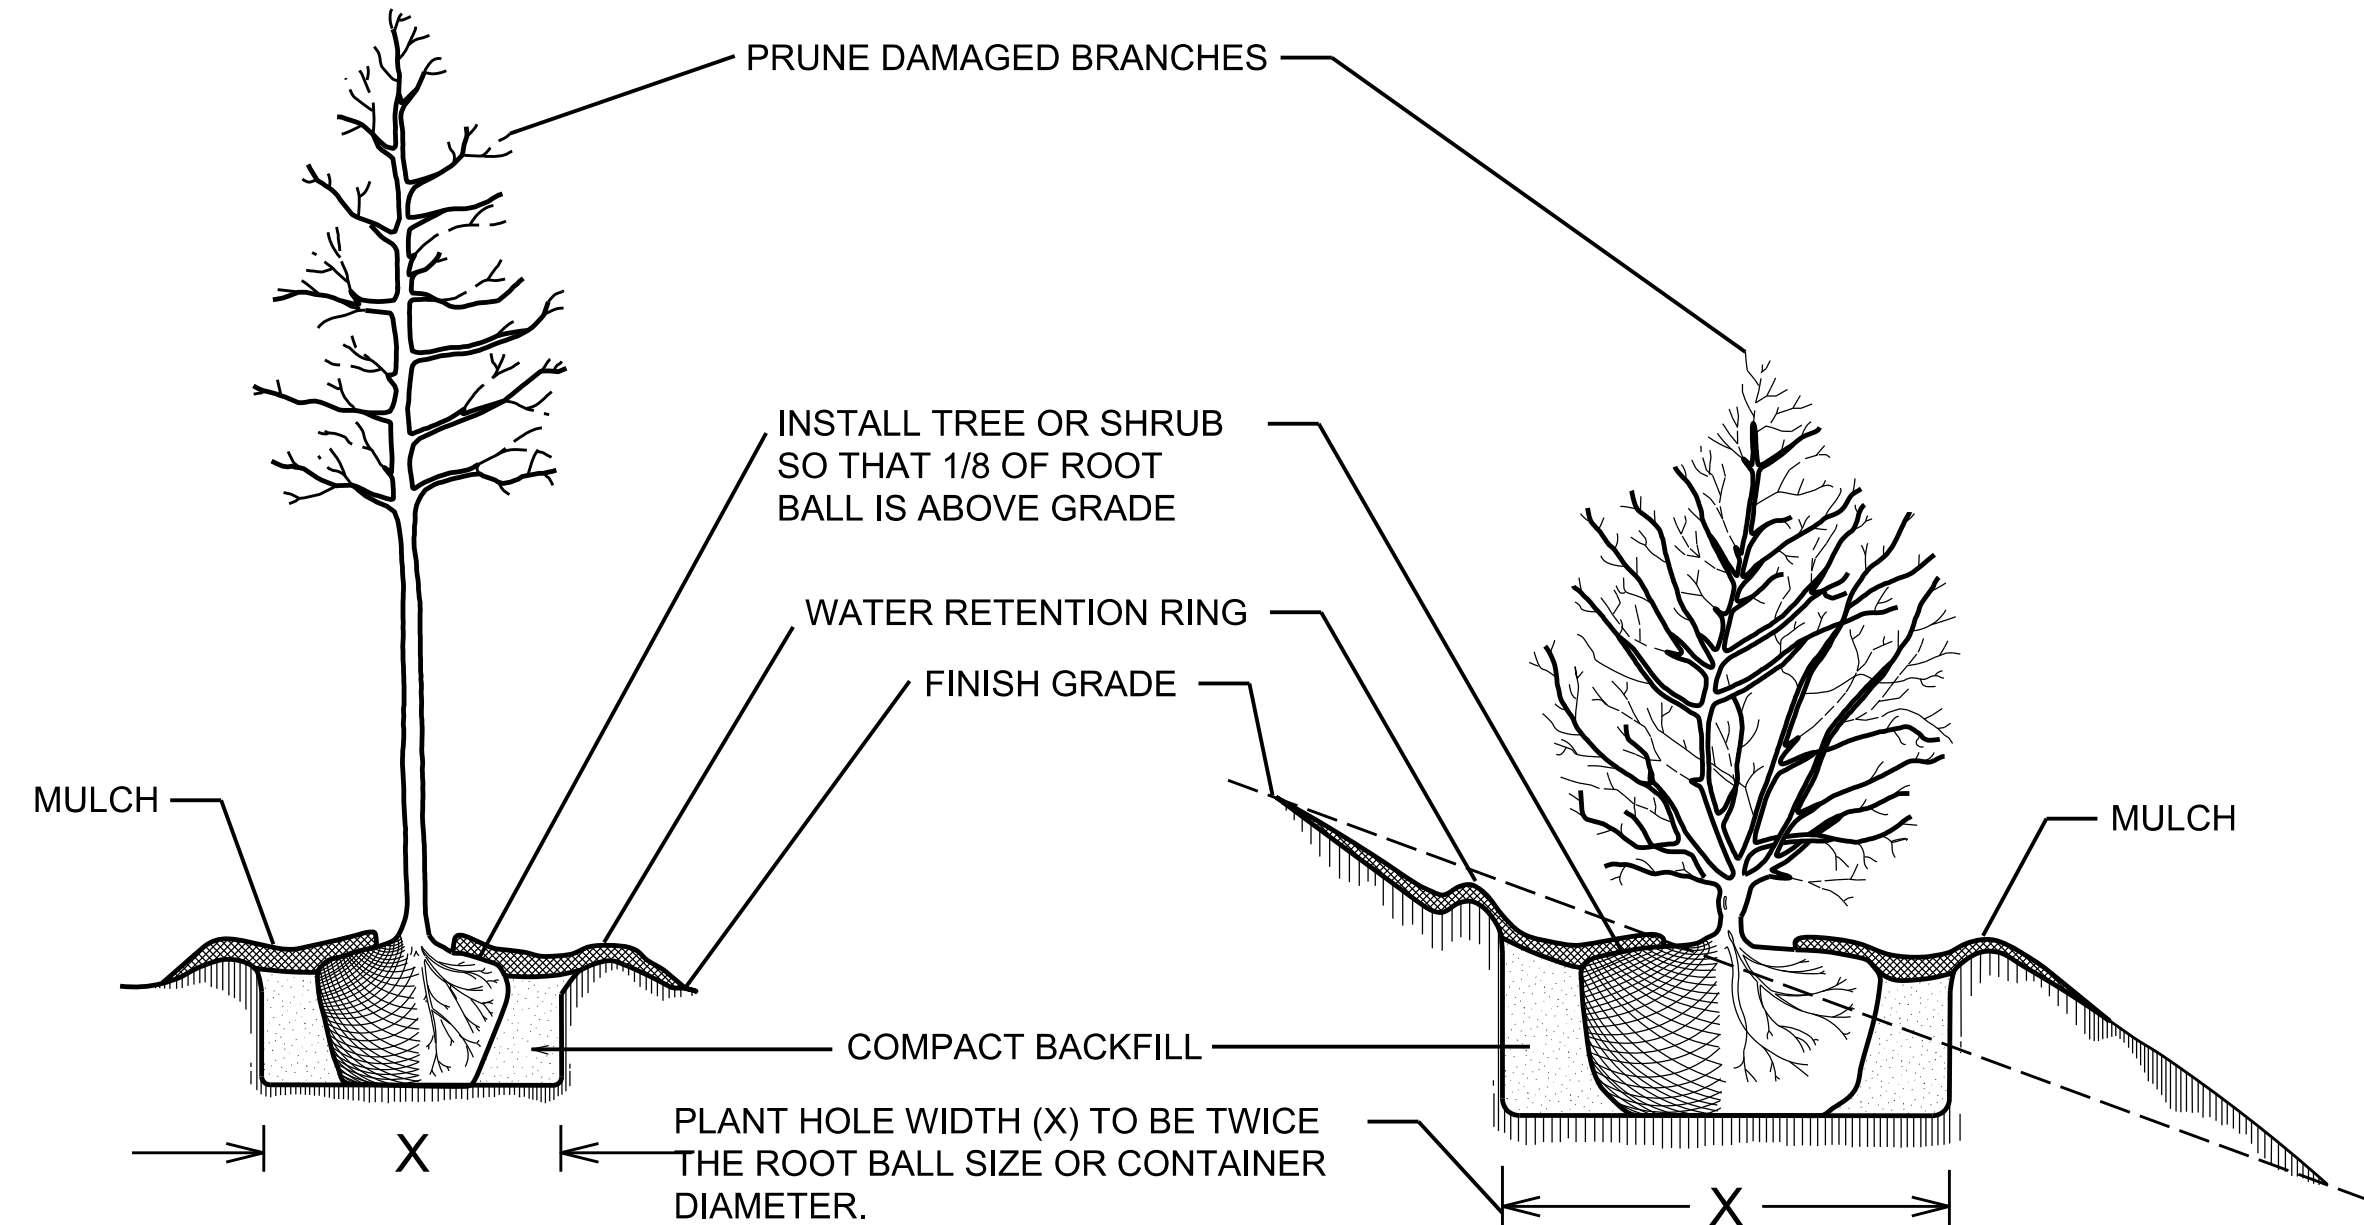 PRUNE DAMAGED BRANCHES
INSTALL TREE OR SHRUB
SO THAT 1/8 OF ROOT
BALL IS ABOVE GRADE
WATER RETENTION RING
FINISH GRADE
MULCH
MULCH
COMPACT BACKFILL
PLANT HOLE WIDTH (X) TO BE TWICE
THE ROOT BALL SIZE OR CONTAINER
DIAMETER.
X
X